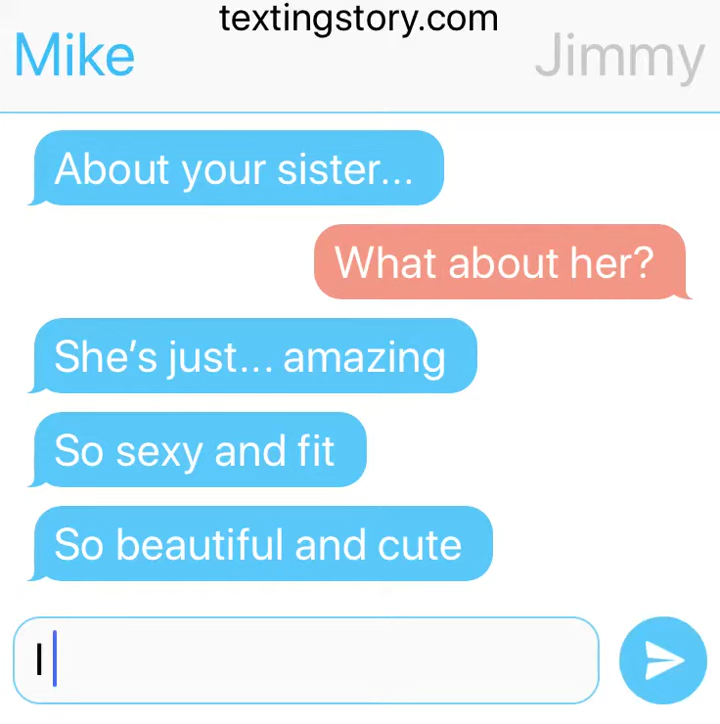 textingstory.com
Mike
Jimmy
About your sister...
What about her?
She’s just... amazing
So sexy and fit
So beautiful and cute
I